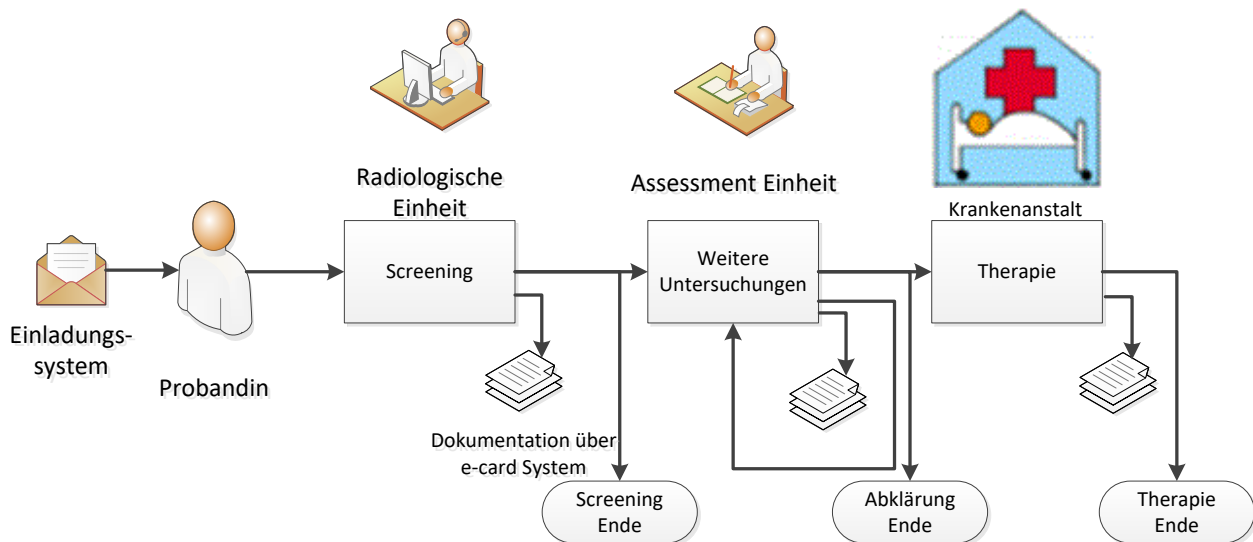 Radiologische
Einheit
Assessment Einheit
Krankenanstalt
Einladungs-
system
Probandin
Screening
Weitere
Untersuchungen
Therapie
Dokumentation über
e-card System
Screening
Ende
Abklärung
Ende
Therapie
Ende